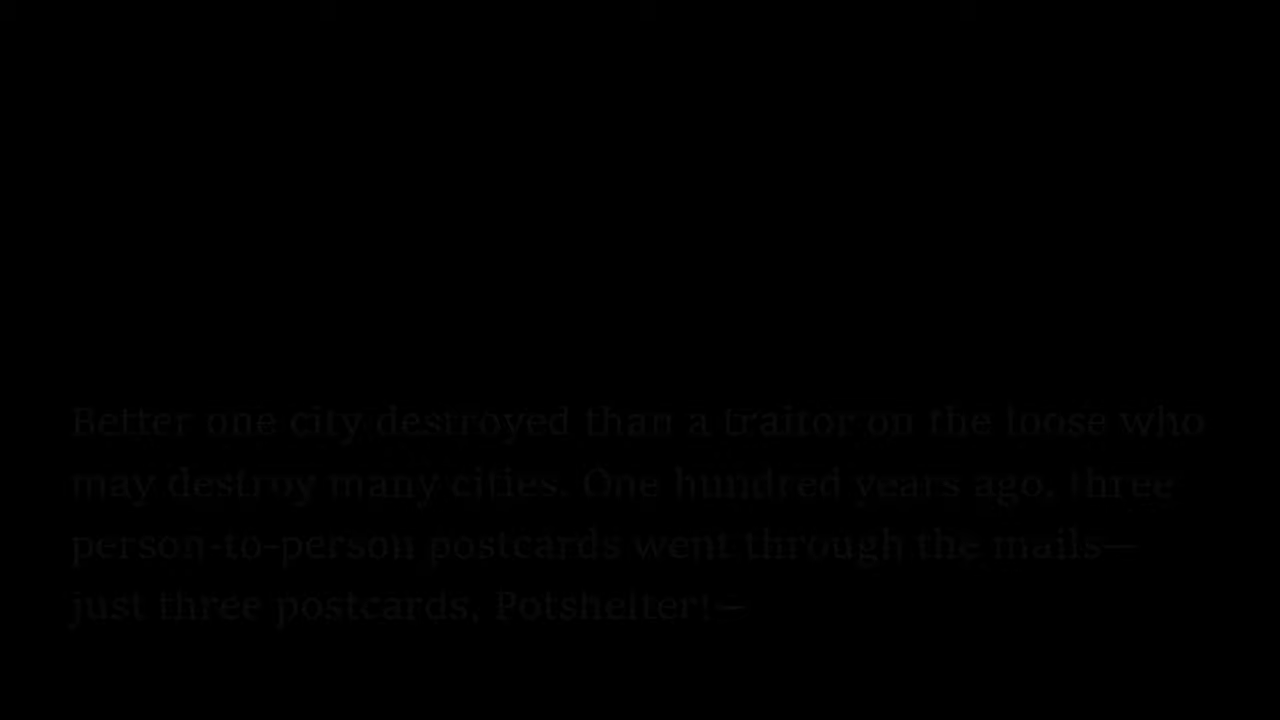 Better one city destroyed than a traitor on the loose who
may destroy many cities. One hundred years ago, three
person-to-person postcards went through the mails—
just three postcards, Potshelter!—